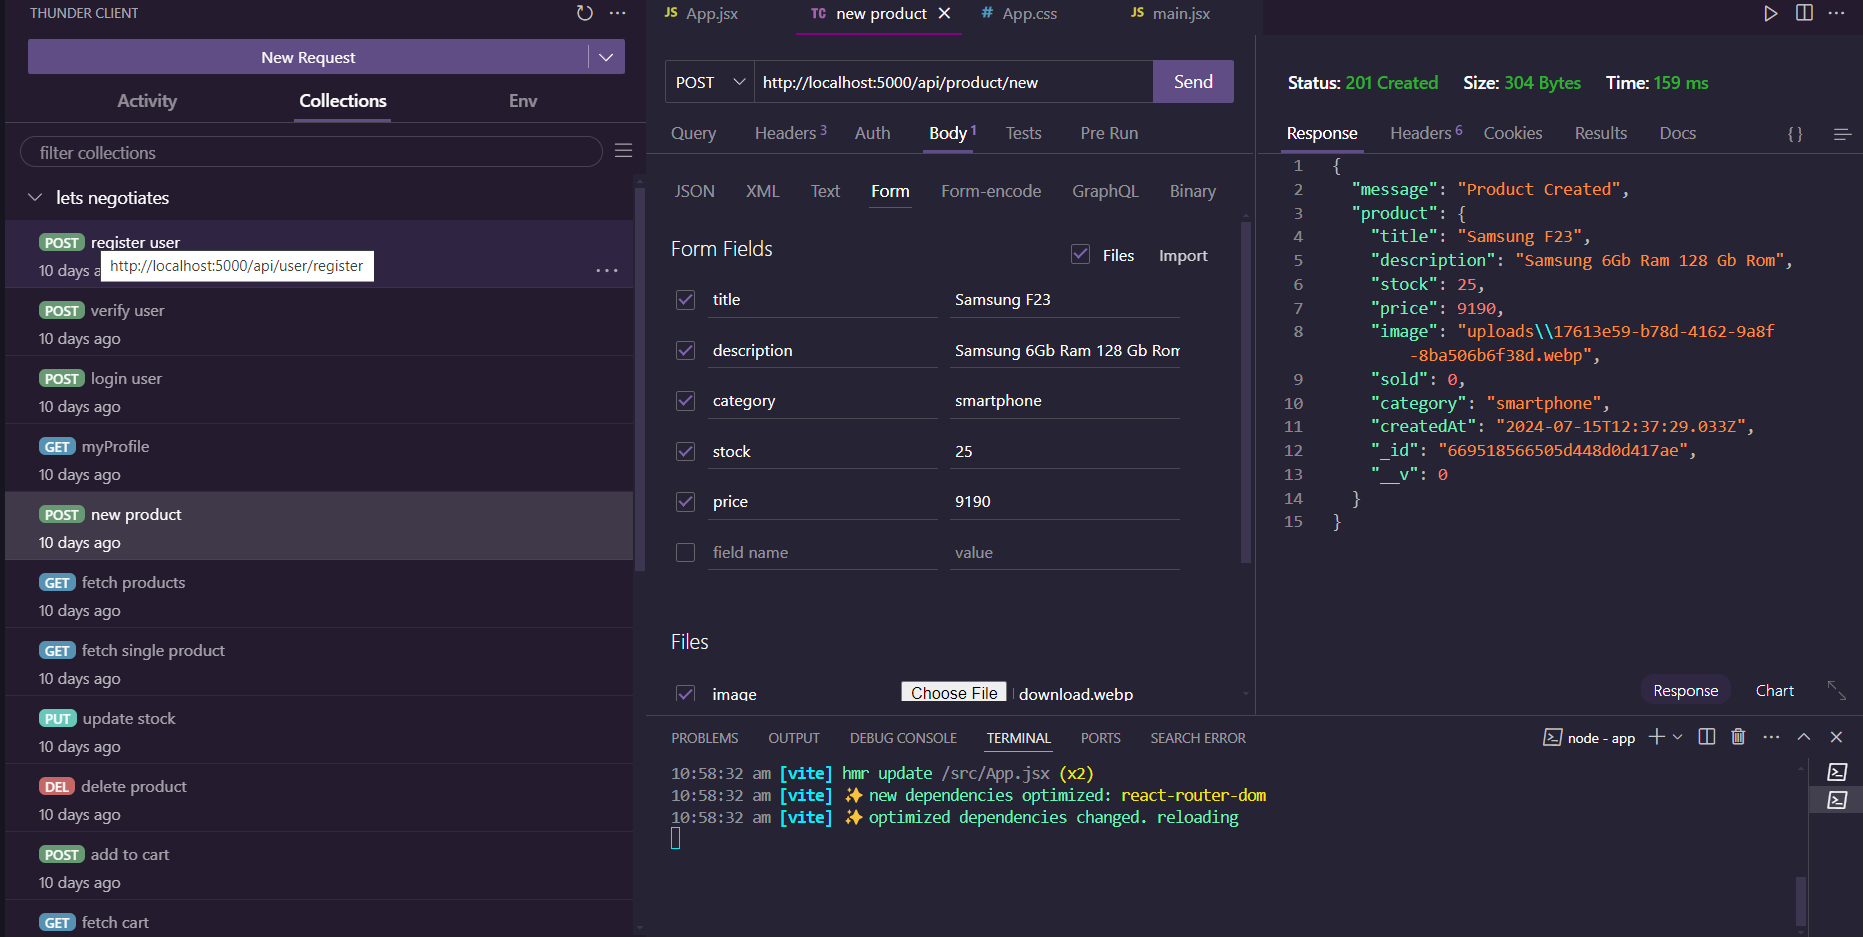 THUNDER CLIENT
New Request
Activity
Collections
Env
filter collections
lets negotiates
POST register user
10 days a
http://localhost:5000/api/user/register
POST verify user
10 days ago
POST login user
10 days ago
GET myProfile
10 days ago
POST new product
10 days ago
GET fetch products
10 days ago
GET fetch single product
10 days ago
PUT update stock
10 days ago
DEL delete product
10 days ago
POST add to cart
10 days ago
GET fetch cart
JS App.jsx
TC new product
# App.css
JS main.jsx
POST
http://localhost:5000/api/product/new
Send
Query
Headers 3
Auth
Body 1
Tests
Pre Run
JSON
XML
Text
Form
Form-encode
GraphQL
Binary
Form Fields
Files
Import
title
Samsung F23
description
Samsung 6Gb Ram 128 Gb Rom
category
smartphone
stock
25
price
9190
field name
value
Files
image
Choose File
download.webp
Status: 201 Created
Size: 304 Bytes
Time: 159 ms
Response
Headers 6
Cookies
Results
Docs
{ }
1 {
2 "message": "Product Created",
3 "product": {
4 "title": "Samsung F23",
5 "description": "Samsung 6Gb Ram 128 Gb Rom",
6 "stock": 25,
7 "price": 9190,
8 "image": "uploads\\17613e59-b78d-4162-9a8f
-8ba506b6f38d.webp",
9 "sold": 0,
10 "category": "smartphone",
11 "createdAt": "2024-07-15T12:37:29.033Z",
12 "_id": "669518566505d448d0d417ae",
13 "__v": 0
14 }
15 }
Response
Chart
PROBLEMS
OUTPUT
DEBUG CONSOLE
TERMINAL
PORTS
SEARCH ERROR
node - app
10:58:32 am [vite] hmr update /src/App.jsx (x2)
10:58:32 am [vite] ✨ new dependencies optimized: react-router-dom
10:58:32 am [vite] ✨ optimized dependencies changed. reloading